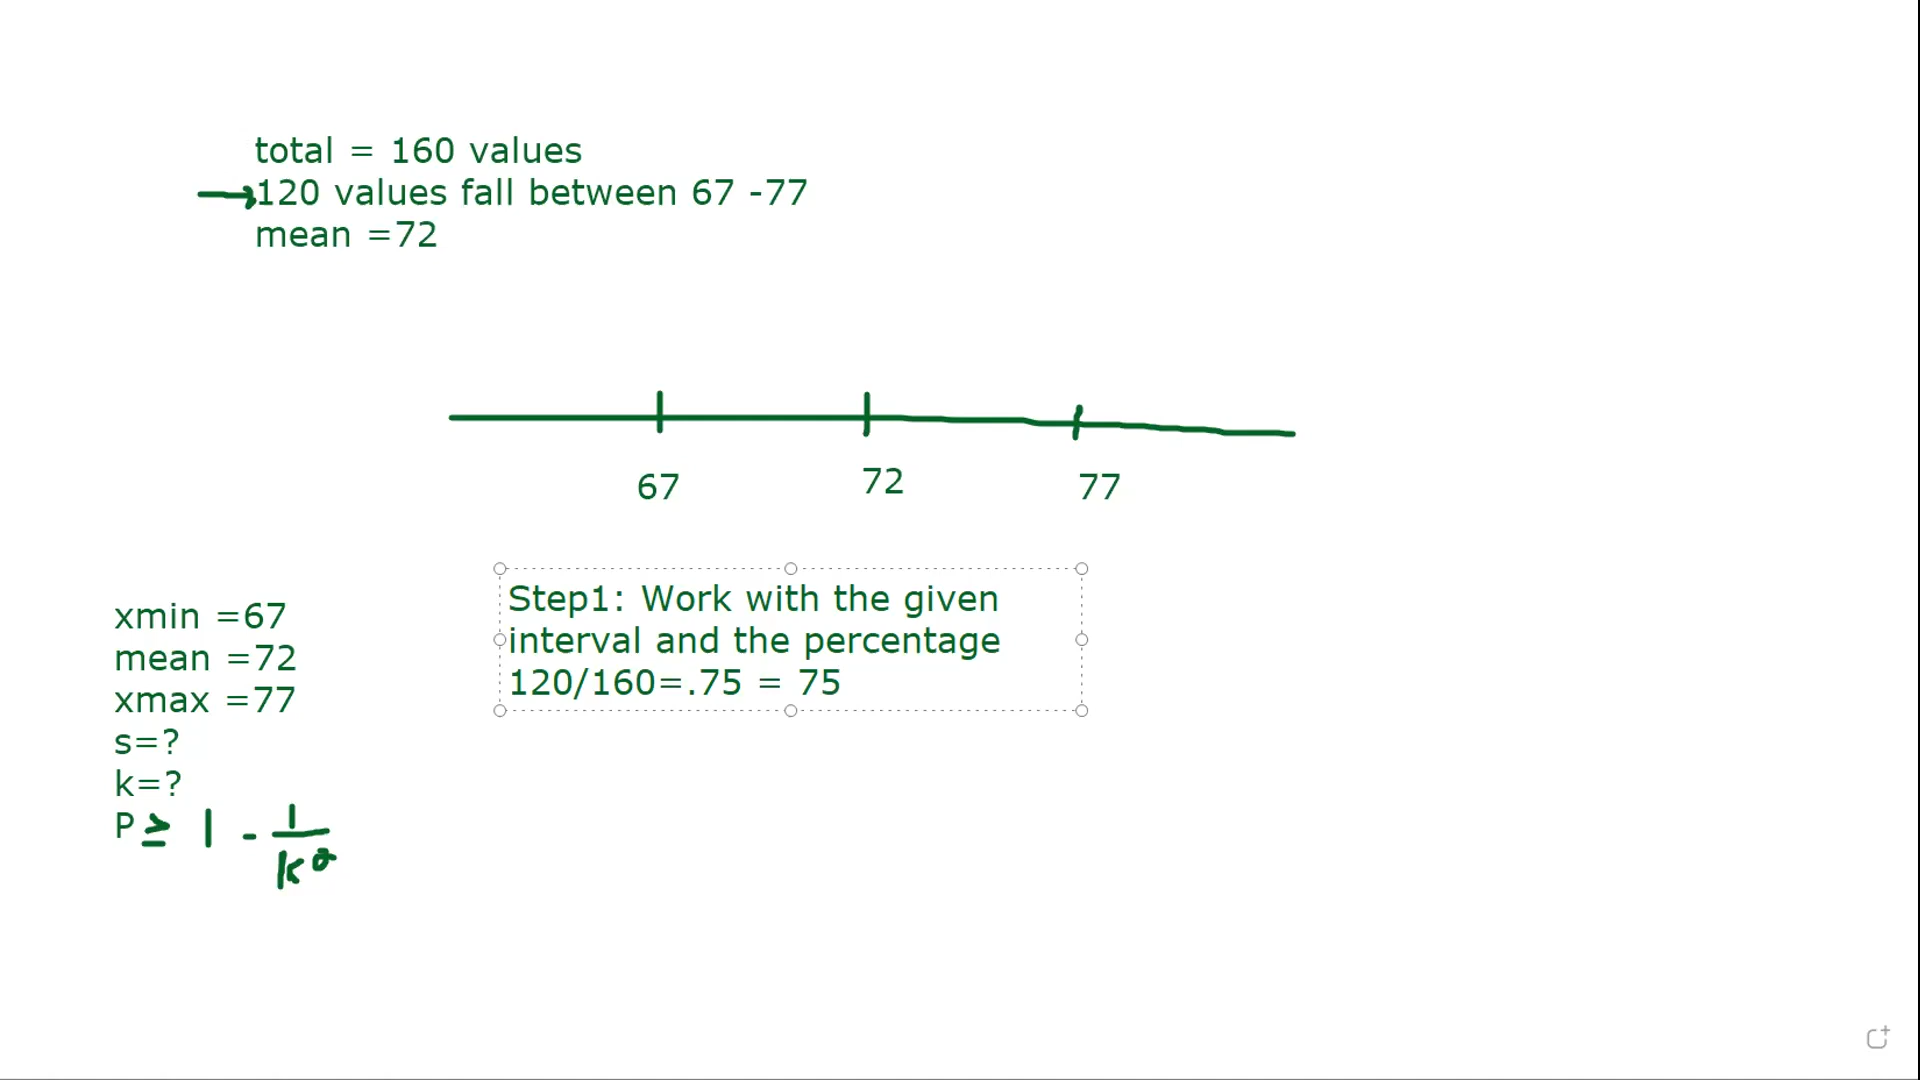 total = 160 values
120 values fall between 67 -77
mean =72
67 72 77
Step1: Work with the given
interval and the percentage
120/160=.75 = 75
xmin =67
mean =72
xmax =77
s=?
k=?
P ≥ 1 - 1/k²